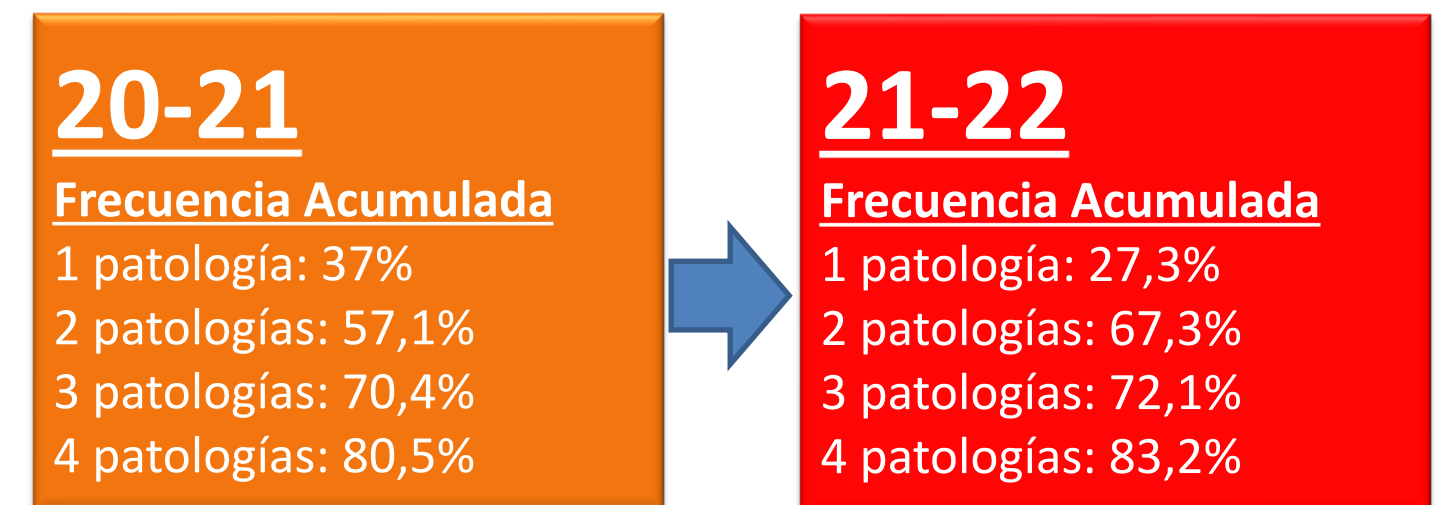 20-21
Frecuencia Acumulada
1 patología: 37%
2 patologías: 57,1%
3 patologías: 70,4%
4 patologías: 80,5%
21-22
Frecuencia Acumulada
1 patología: 27,3%
2 patologías: 67,3%
3 patologías: 72,1%
4 patologías: 83,2%